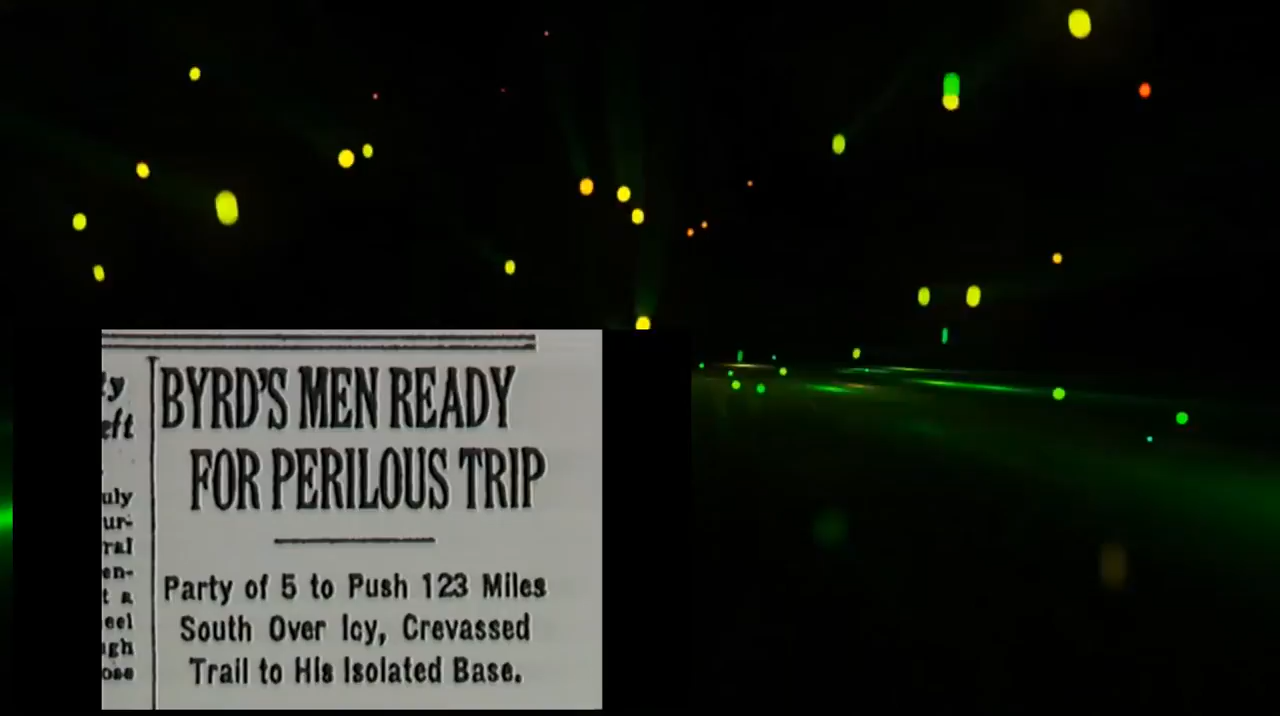 BYRD'S MEN READY
FOR PERILOUS TRIP
Party of 5 to Push 123 Miles
South Over Icy, Crevassed
Trail to His Isolated Base.